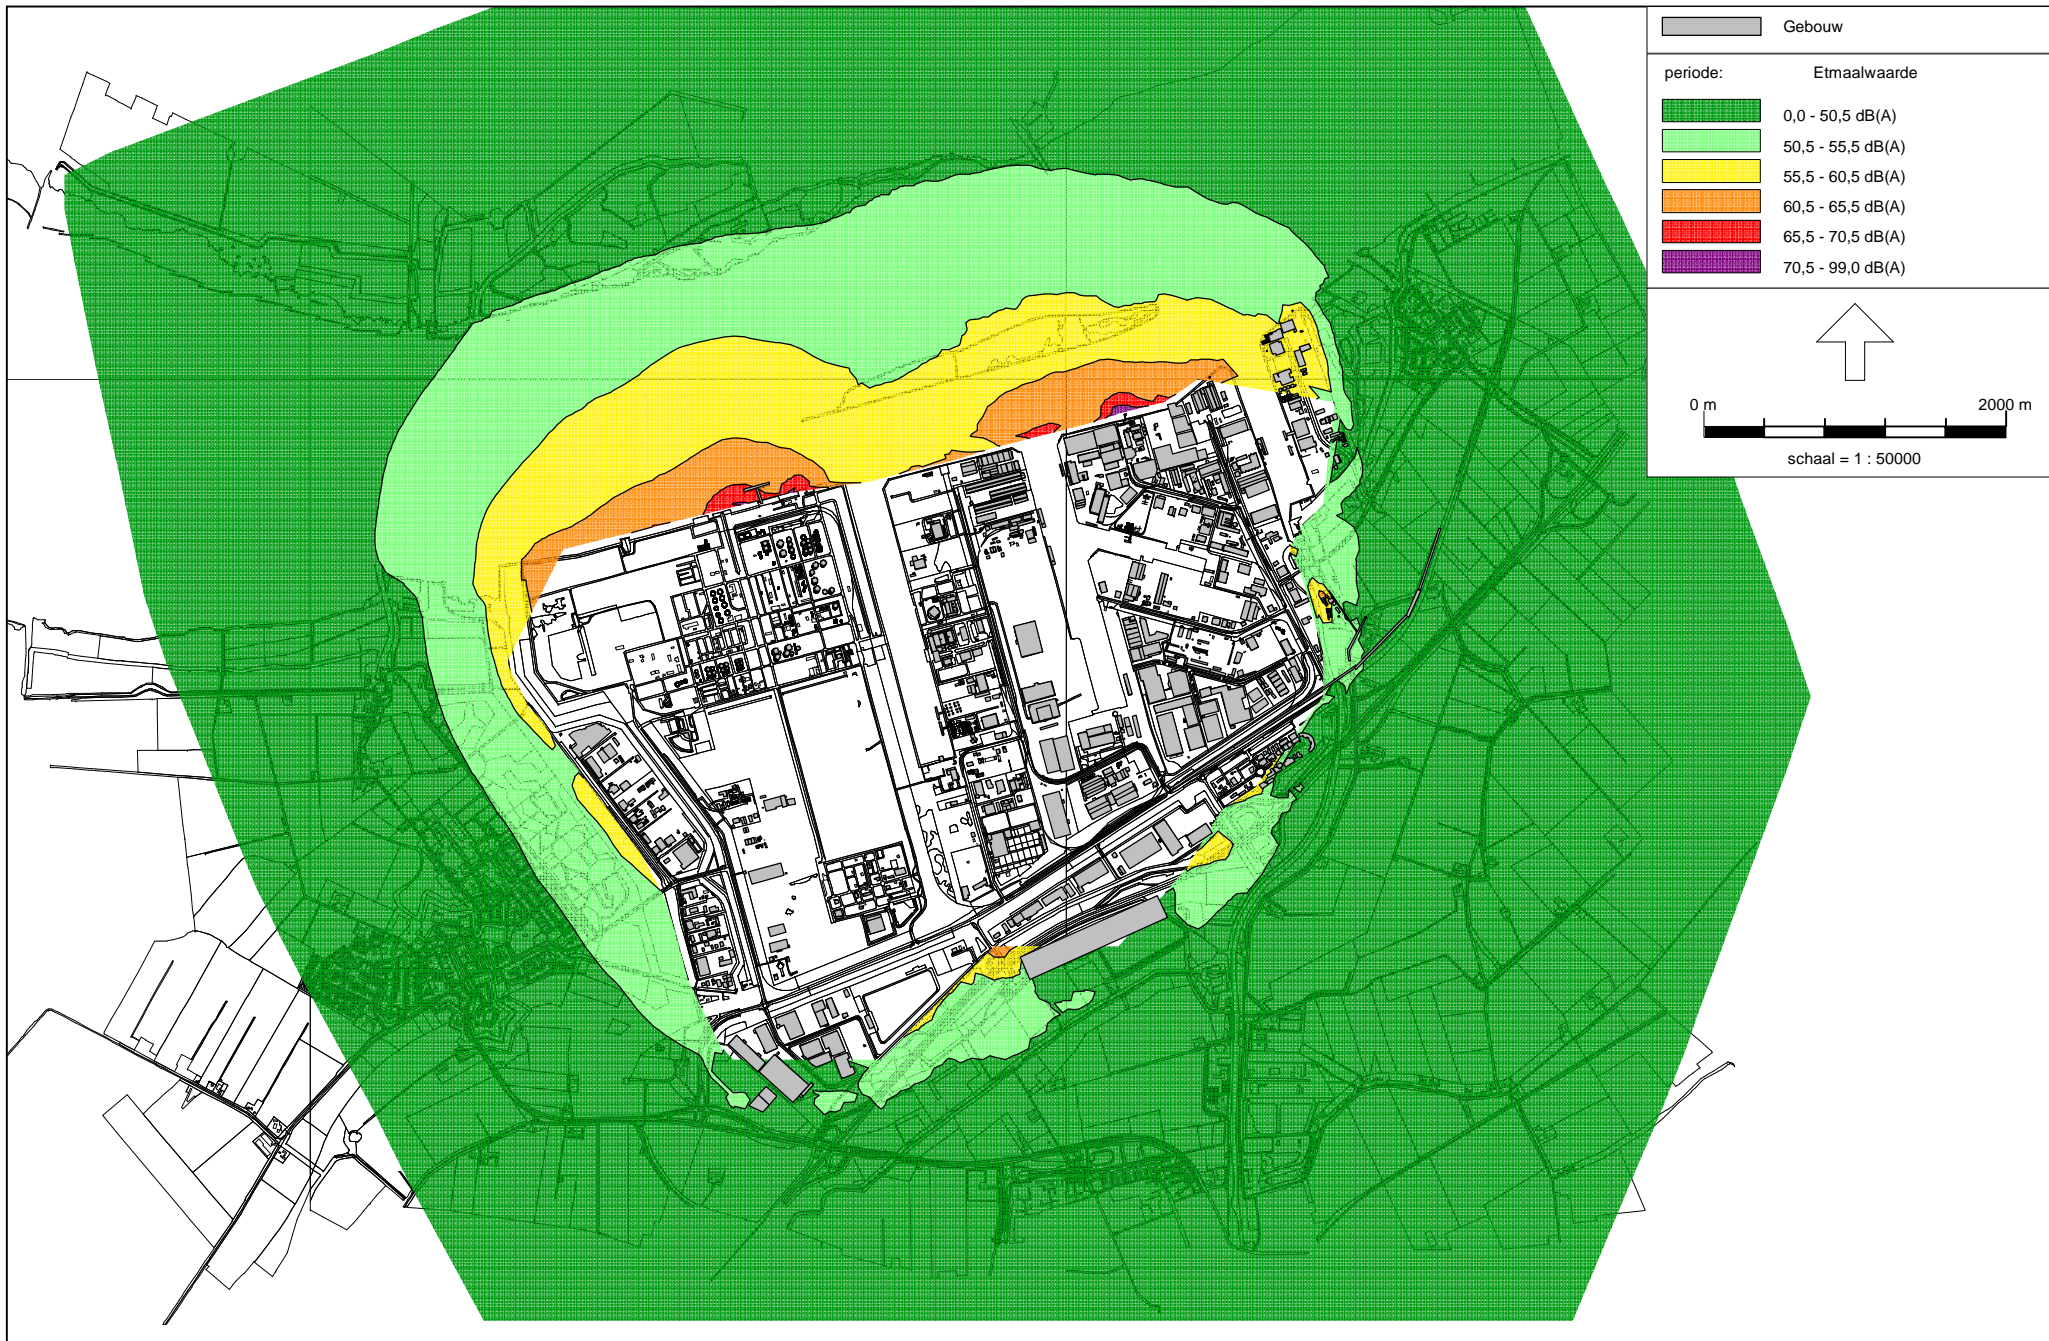 Gebouw
periode: Etmaalwaarde
0,0 - 50,5 dB(A)
50,5 - 55,5 dB(A)
55,5 - 60,5 dB(A)
60,5 - 65,5 dB(A)
65,5 - 70,5 dB(A)
70,5 - 99,0 dB(A)
0 m 2000 m
schaal = 1 : 50000